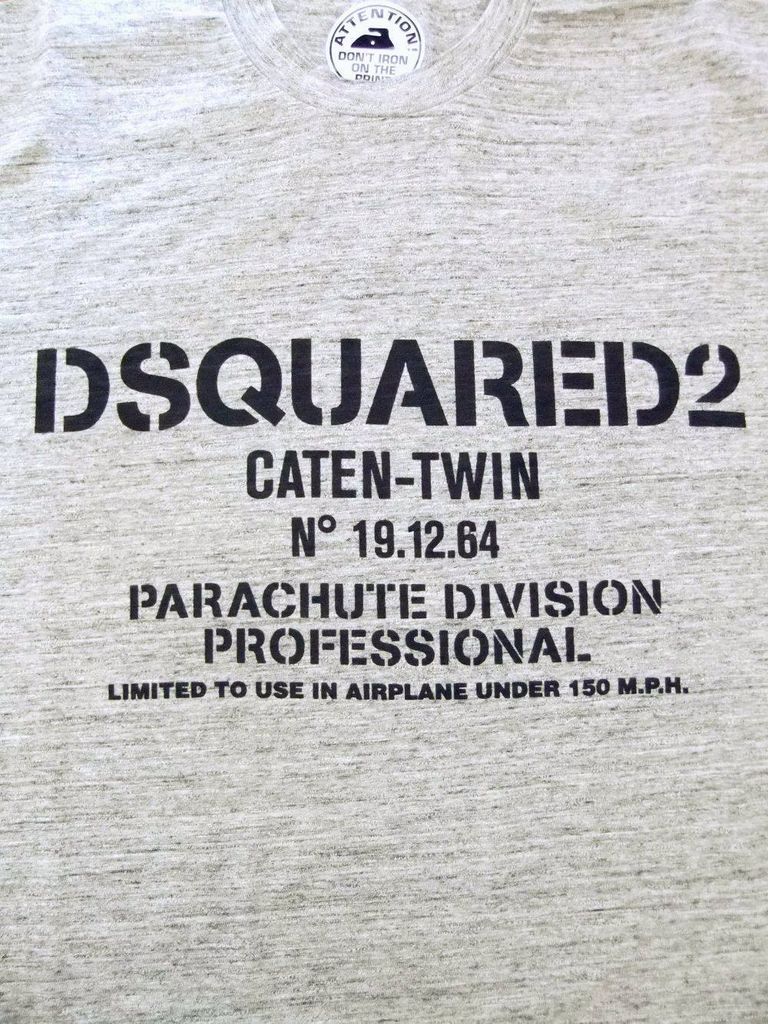 ATTENTION!
DON'T IRON
ON THE
PRINT
DSQUARED2
CATEN-TWIN
N° 19.12.64
PARACHUTE DIVISION
PROFESSIONAL
LIMITED TO USE IN AIRPLANE UNDER 150 M.P.H.